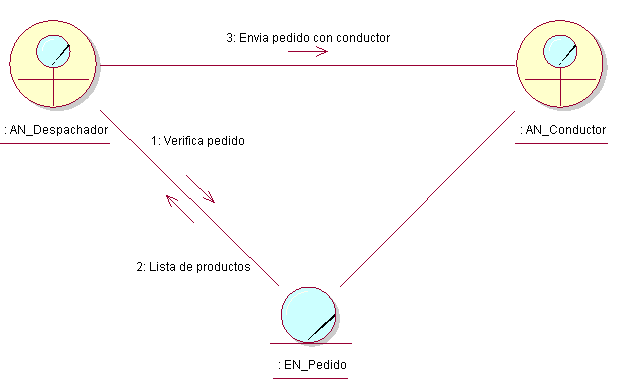 3: Envia pedido con conductor
: AN_Despachador
: AN_Conductor
1: Verifica pedido
2: Lista de productos
: EN_Pedido